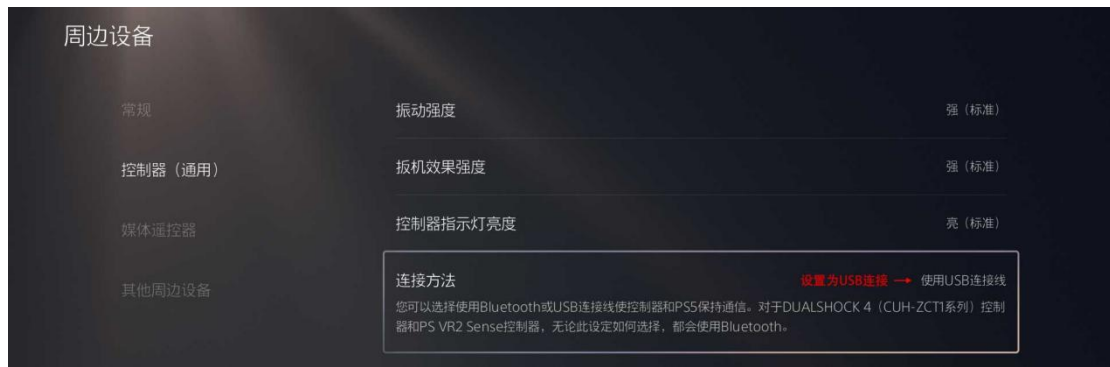 周边设备
常规
控制器（通用）
媒体遥控器
其他周边设备
振动强度 强（标准）
扳机效果强度 强（标准）
控制器指示灯亮度 亮（标准）
连接方法 设置为USB连接 → 使用USB连接线
您可以选择使用Bluetooth或USB连接线使控制器和PS5保持通信。对于DUALSHOCK 4（CUH-ZCT1系列）控制
器和PS VR2 Sense控制器，无论此设定如何选择，都会使用Bluetooth。